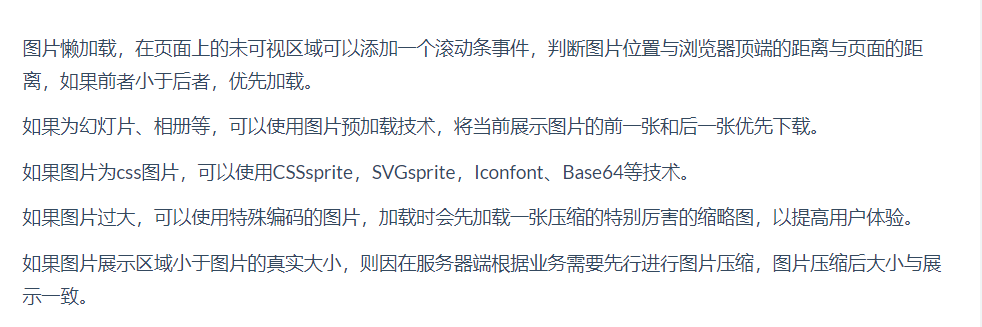 图片懒加载，在页面上的未可视区域可以添加一个滚动条事件，判断图片位置与浏览器顶端的距离与页面的距
离，如果前者小于后者，优先加载。
如果为幻灯片、相册等，可以使用图片预加载技术，将当前展示图片的前一张和后一张优先下载。
如果图片为css图片，可以使用CSSsprite，SVGsprite，Iconfont、Base64等技术。
如果图片过大，可以使用特殊编码的图片，加载时会先加载一张压缩的特别厉害的缩略图，以提高用户体验。
如果图片展示区域小于图片的真实大小，则因在服务器端根据业务需要先行进行图片压缩，图片压缩后大小与展
示一致。